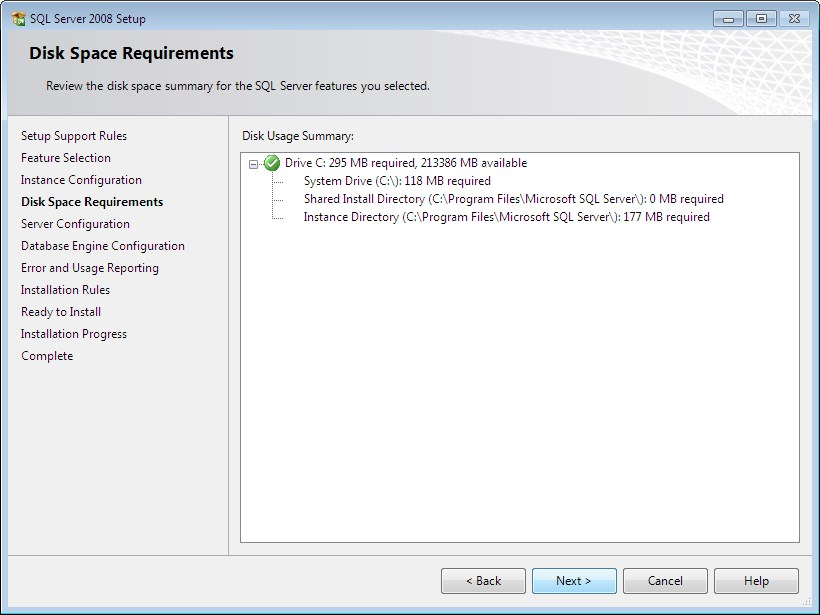 SQL Server 2008 Setup
Disk Space Requirements
Review the disk space summary for the SQL Server features you selected.
Setup Support Rules
Feature Selection
Instance Configuration
Disk Space Requirements
Server Configuration
Database Engine Configuration
Error and Usage Reporting
Installation Rules
Ready to Install
Installation Progress
Complete
Disk Usage Summary:
Drive C: 295 MB required, 213386 MB available
System Drive (C:\): 118 MB required
Shared Install Directory (C:\Program Files\Microsoft SQL Server\): 0 MB required
Instance Directory (C:\Program Files\Microsoft SQL Server\): 177 MB required
< Back
Next >
Cancel
Help